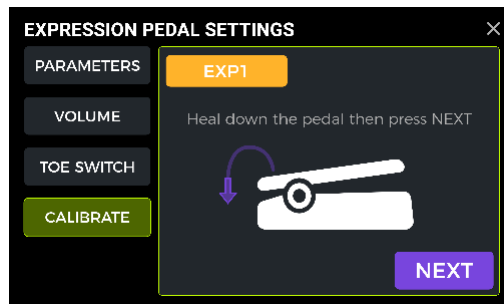 EXPRESSION PEDAL SETTINGS
PARAMETERS
EXP1
VOLUME
Heal down the pedal then press NEXT
TOE SWITCH
CALIBRATE
NEXT